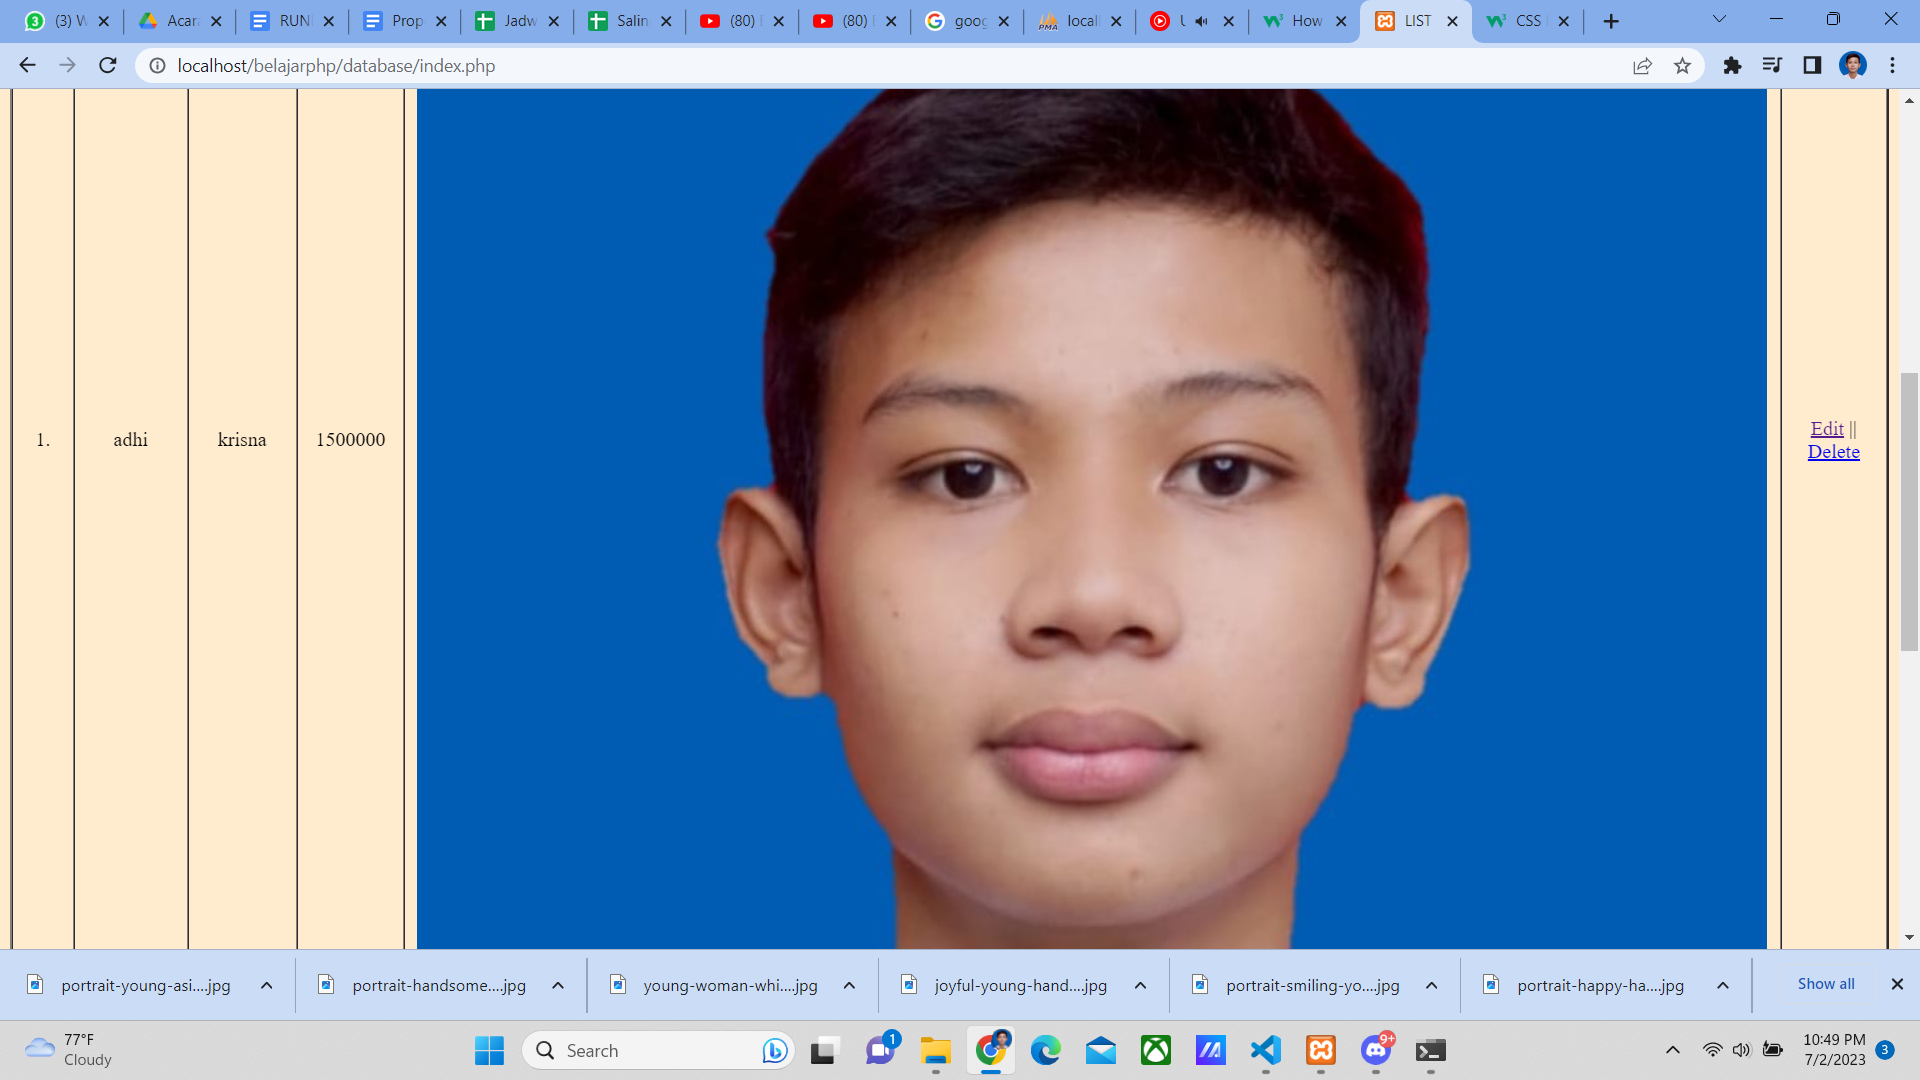 (3) W
Acara
RUN
Prop
Jadw
Salin
(80)
(80)
goog
locall
How
LIST
CSS
localhost/belajarphp/database/index.php
1.
adhi
krisna
1500000
Edit ||
Delete
portrait-young-asi....jpg
portrait-handsome....jpg
young-woman-whi....jpg
joyful-young-hand....jpg
portrait-smiling-yo....jpg
portrait-happy-ha....jpg
Show all
77°F
Cloudy
Search
1
9+
10:49 PM
7/2/2023
3